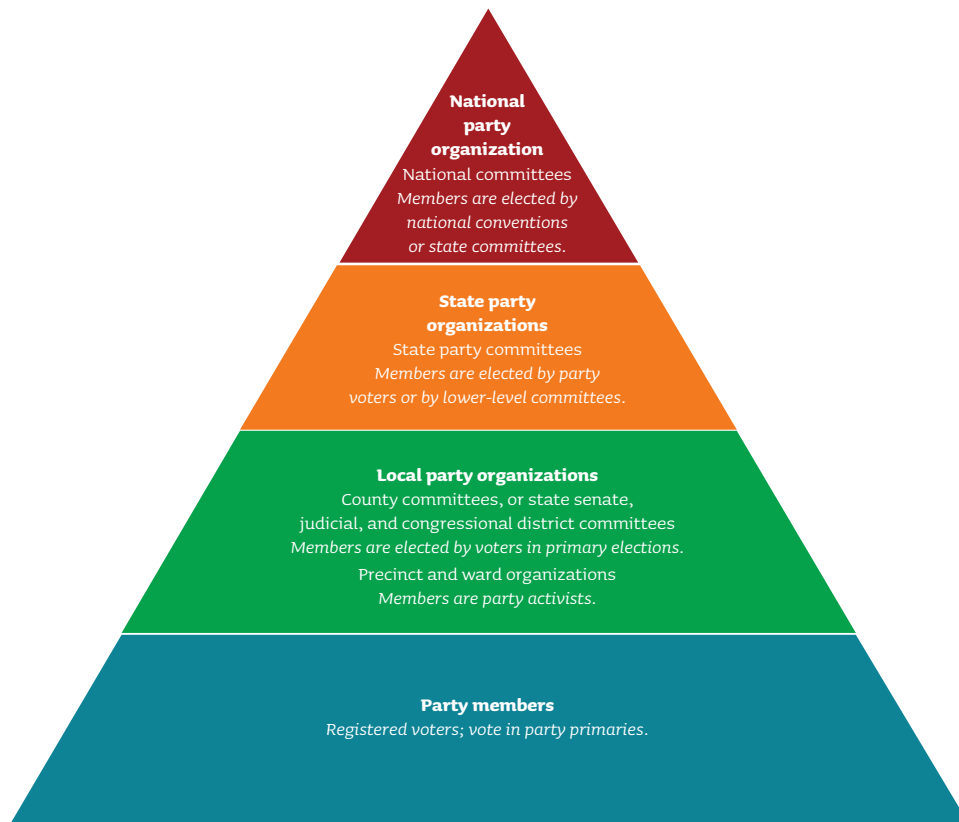 National
party
organization
National committees
Members are elected by
national conventions
or state committees.
State party
organizations
State party committees
Members are elected by party
voters or by lower-level committees.
Local party organizations
County committees, or state senate,
judicial, and congressional district committees
Members are elected by voters in primary elections.
Precinct and ward organizations
Members are party activists.
Party members
Registered voters; vote in party primaries.